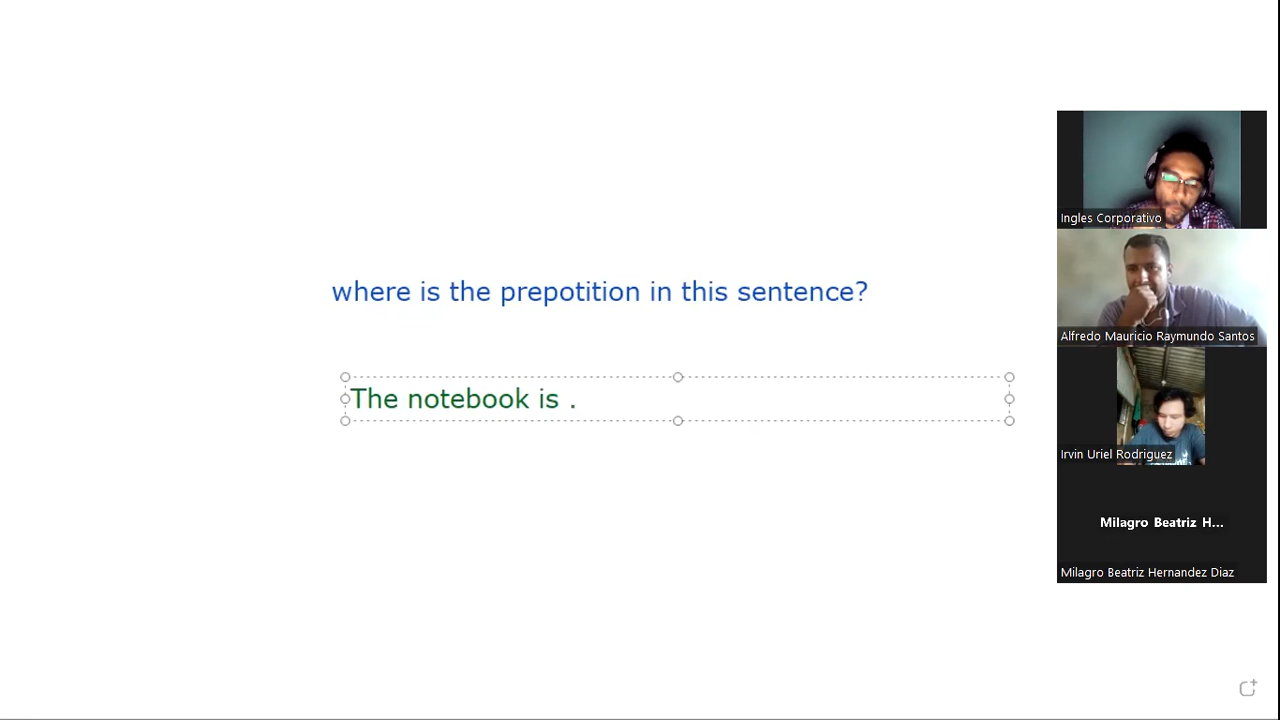 where is the prepotition in this sentence?
The notebook is .
Ingles Corporativo
Alfredo Mauricio Raymundo Santos
Irvin Uriel Rodriguez
Milagro Beatriz H...
Milagro Beatriz Hernandez Diaz